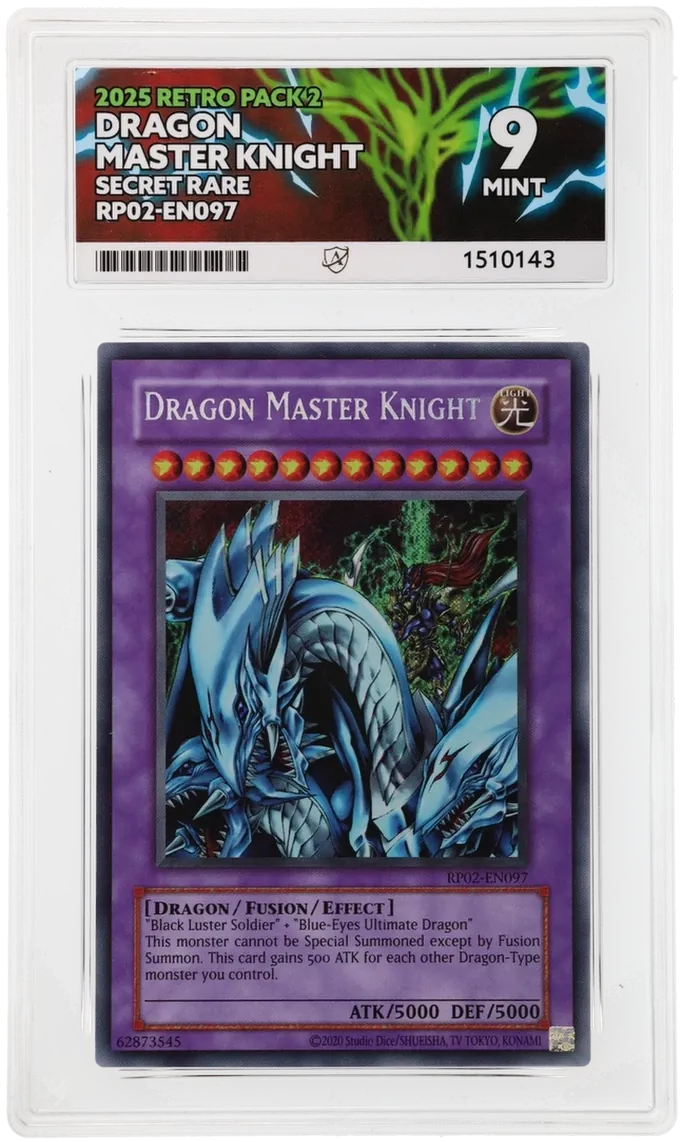 2025 RETRO PACK 2
DRAGON
MASTER KNIGHT
SECRET RARE
RP02-EN097
9
MINT
A
1510143
DRAGON MASTER KNIGHT
LIGHT
光
RP02-EN097
[DRAGON/FUSION/EFFECT]
"Black Luster Soldier" + "Blue-Eyes Ultimate Dragon"
This monster cannot be Special Summoned except by Fusion
Summon. This card gains 500 ATK for each other Dragon-Type
monster you control.
ATK/5000 DEF/5000
62873545
©2020 Studio Dice/SHUEISHA, TV TOKYO, KONAMI